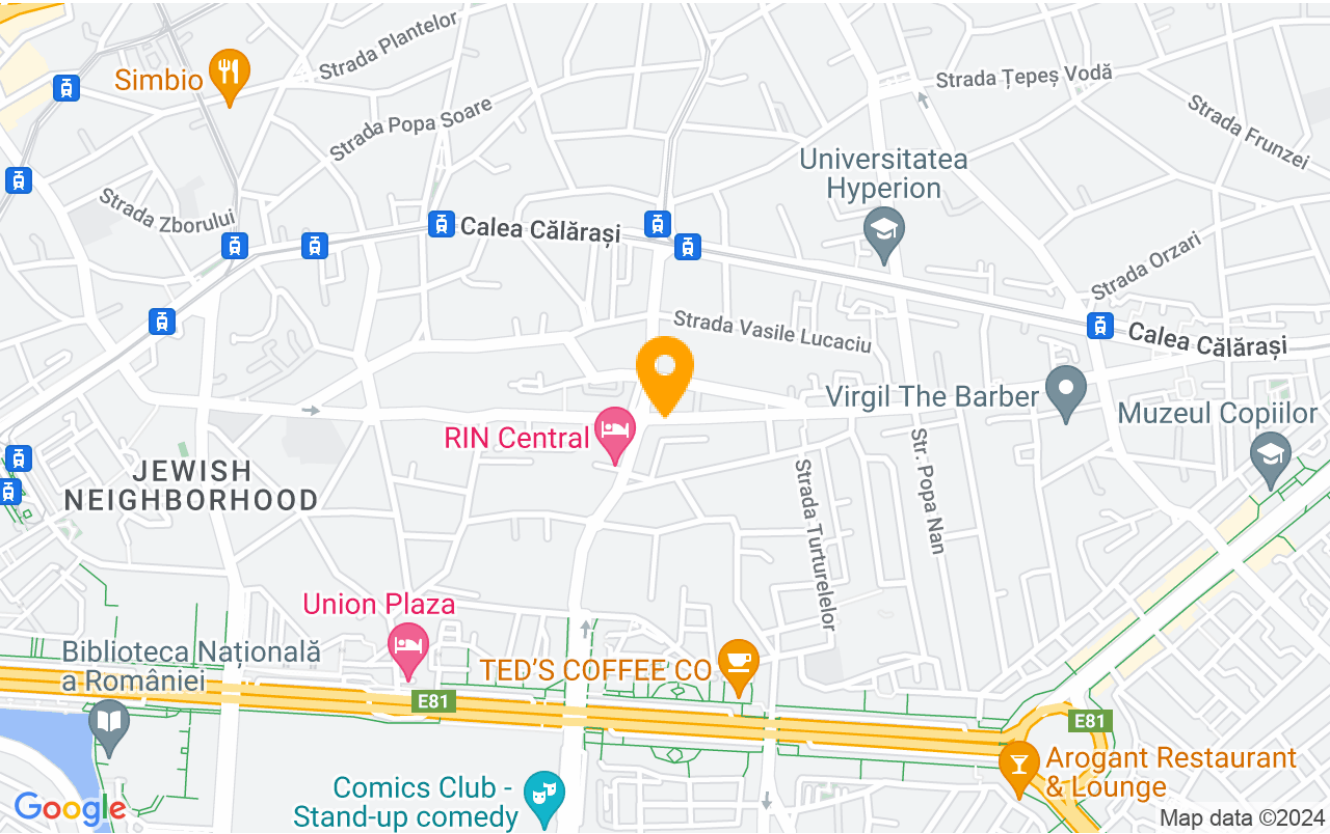 Strada Plantelor
Simbio
Strada Țepeș Vodă
Strada Popa Soare
Strada Frunzei
Universitatea
Hyperion
Strada Zborului
Calea Călărași
Strada Orzari
Strada Vasile Lucaciu
Calea Călărași
Virgil The Barber
Muzeul Copiilor
RIN Central
JEWISH
NEIGHBORHOOD
Str. Popa Nan
Strada Turturelelor
Union Plaza
Biblioteca Națională
a României
TED'S COFFEE CO
E81
E81
Arogant Restaurant
& Lounge
Comics Club -
Stand-up comedy
Google
Map data ©2024